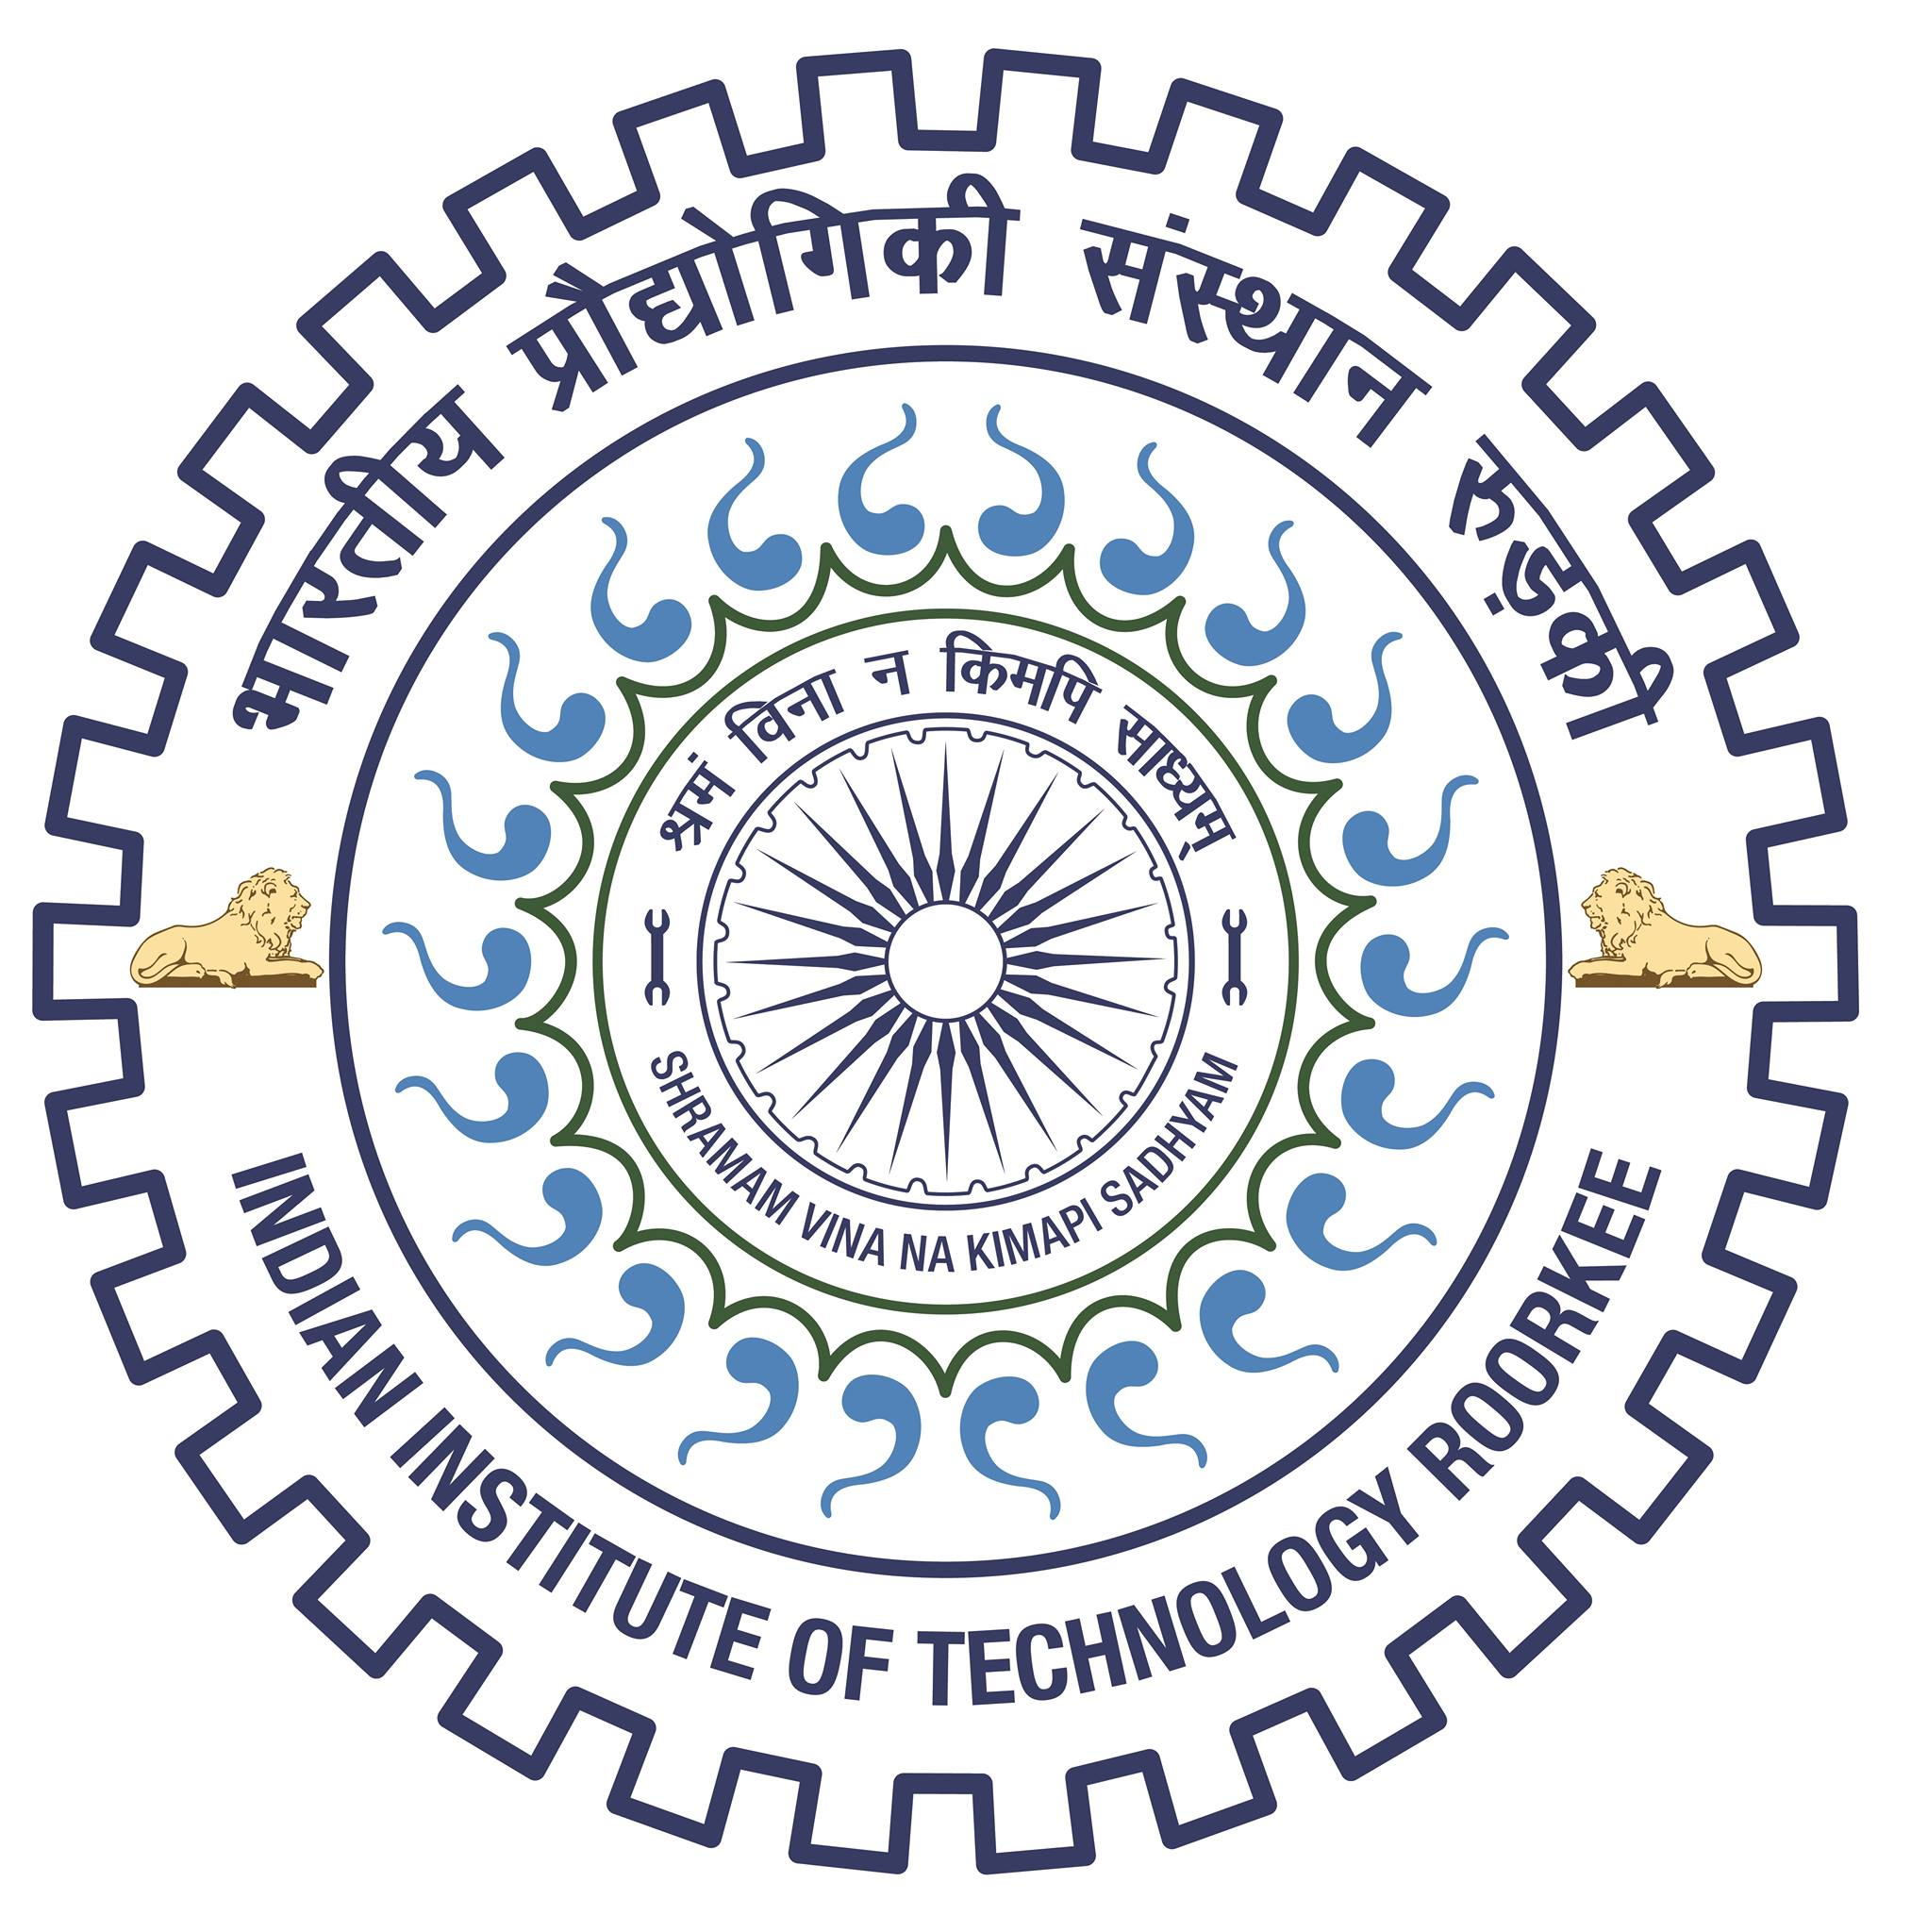 भारतीय प्रौद्योगिकी संस्थान रुड़की
श्रमं विना न किमपि साध्यम्
SHRAMAM VINA NA KIMAPI SADHYAM
INDIAN INSTITUTE OF TECHNOLOGY ROORKEE